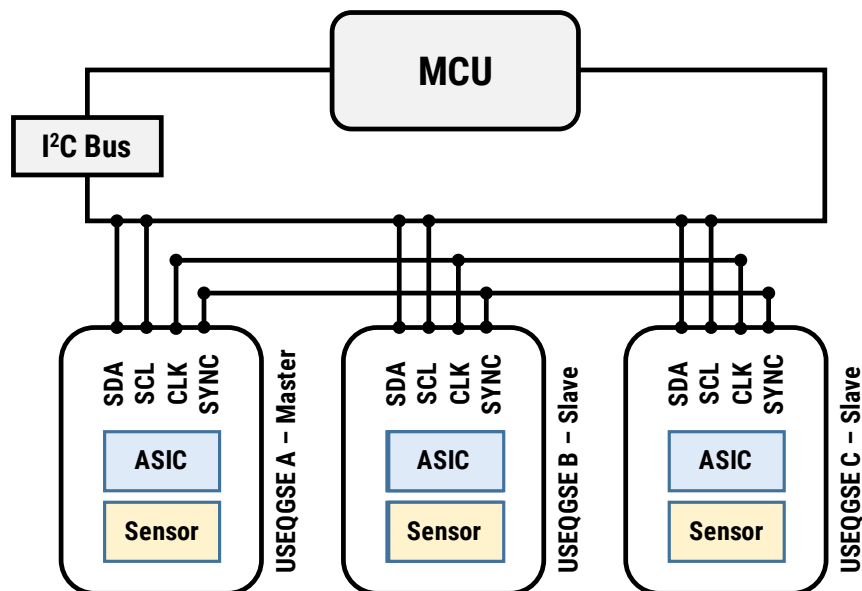 MCU
I²C Bus
SDA
SCL
CLK
SYNC
ASIC
Sensor
USEQGSE A – Master
SDA
SCL
CLK
SYNC
ASIC
Sensor
USEQGSE B – Slave
SDA
SCL
CLK
SYNC
ASIC
Sensor
USEQGSE C – Slave